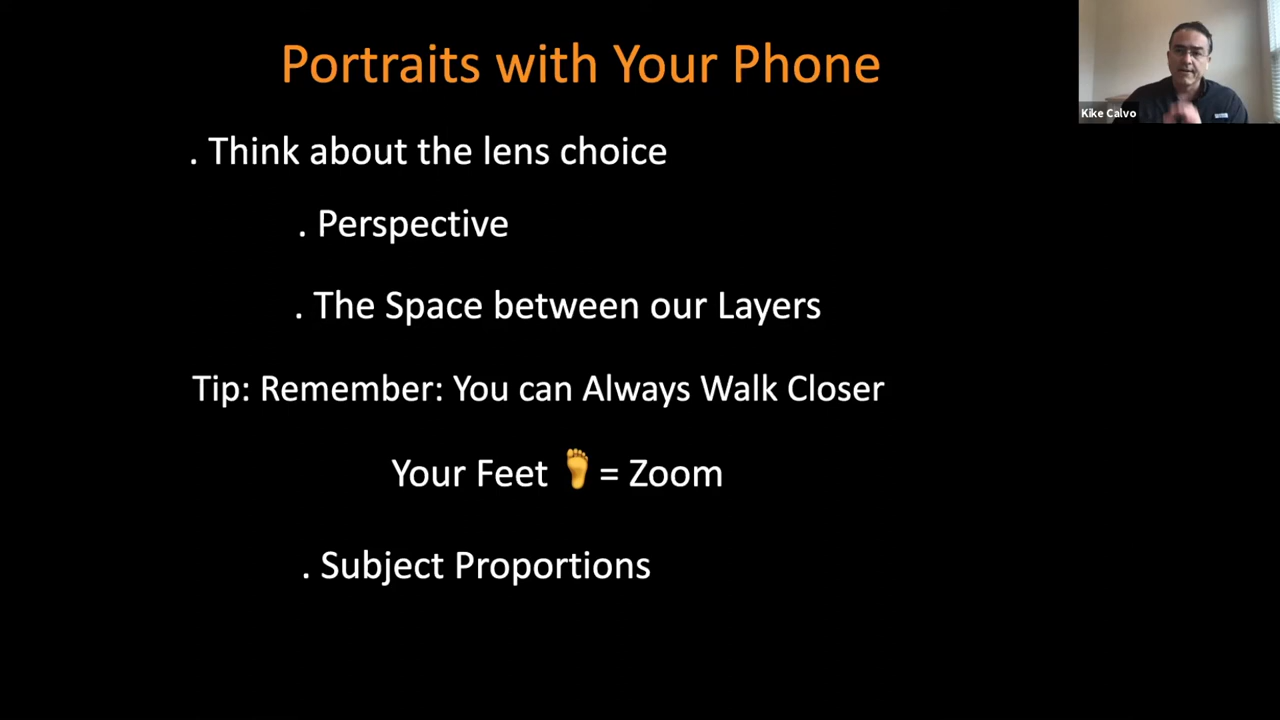 Portraits with Your Phone
Kike Calvo
. Think about the lens choice
. Perspective
. The Space between our Layers
Tip: Remember: You can Always Walk Closer
Your Feet 🦶 = Zoom
. Subject Proportions